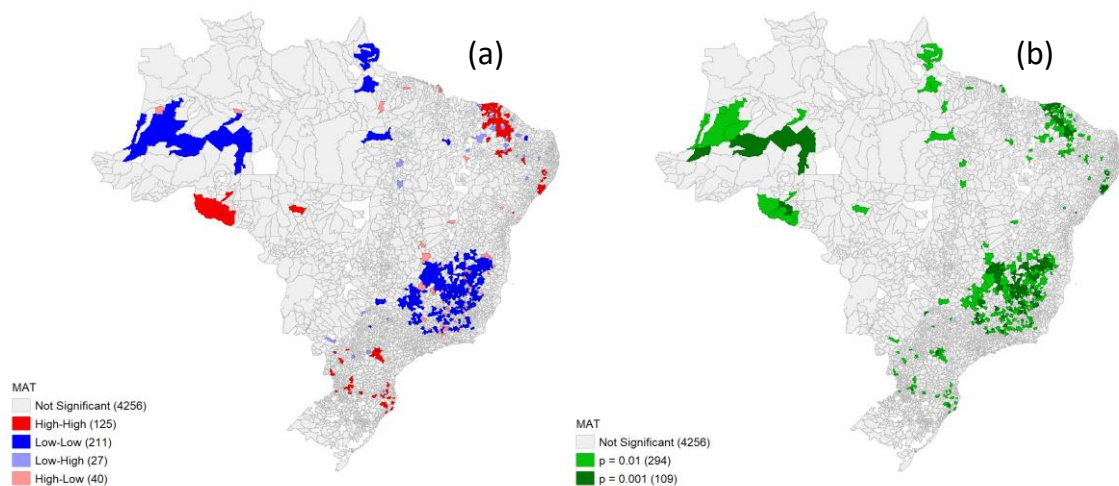 (a)
(b)
MAT
Not Significant (4256)
High-High (125)
Low-Low (211)
Low-High (27)
High-Low (40)
MAT
Not Significant (4256)
p = 0.01 (294)
p = 0.001 (109)